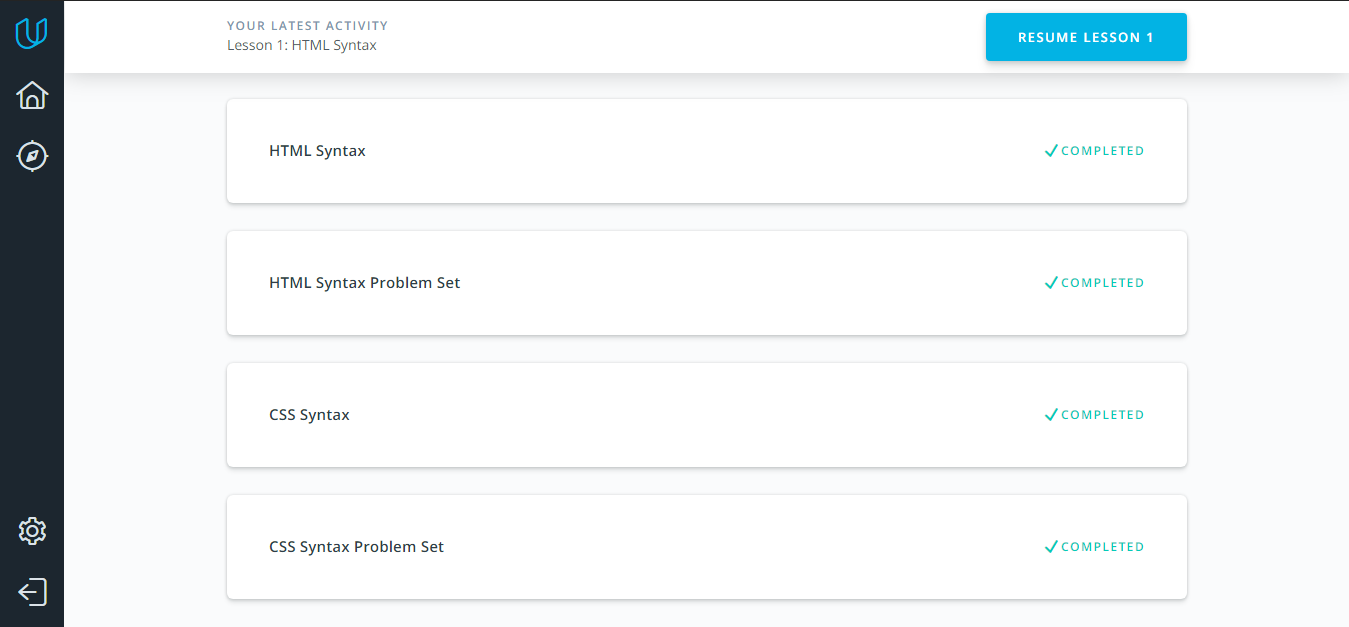 YOUR LATEST ACTIVITY
Lesson 1: HTML Syntax
RESUME LESSON 1
HTML Syntax
COMPLETED
HTML Syntax Problem Set
COMPLETED
CSS Syntax
COMPLETED
CSS Syntax Problem Set
COMPLETED